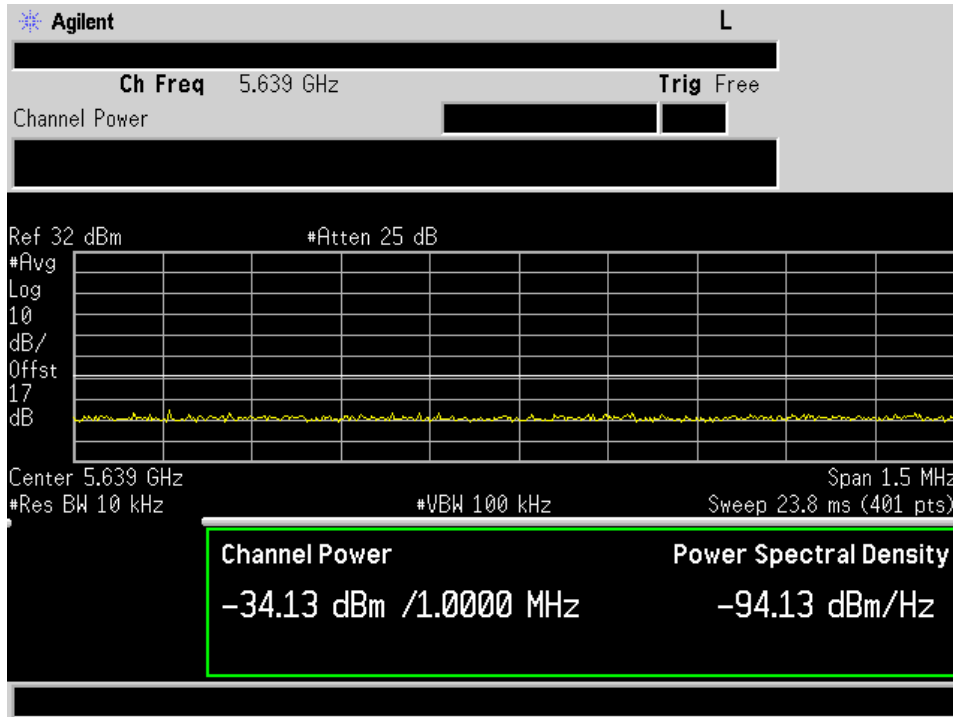 Agilent L
Ch Freq 5.639 GHz Trig Free
Channel Power
Ref 32 dBm #Atten 25 dB
#Avg
Log
10
dB/
Offst
17
dB
Center 5.639 GHz Span 1.5 MHz
#Res BW 10 kHz #VBW 100 kHz Sweep 23.8 ms (401 pts)
Channel Power Power Spectral Density
-34.13 dBm /1.0000 MHz -94.13 dBm/Hz